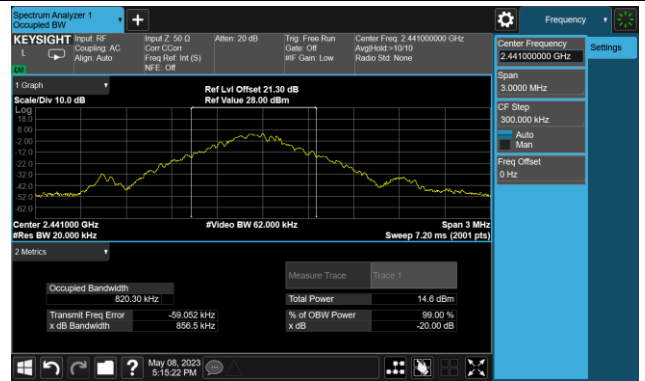 Spectrum Analyzer 1
Occupied BW
Frequency
KEYSIGHT
L
Input: RF
Coupling: AC
Align: Auto
Input Z: 50 Ω
Corr CCorr
Freq Ref: Int (S)
NFE: Off
Atten: 20 dB
Trig: Free Run
Gate: Off
#IF Gain: Low
Center Freq: 2.441000000 GHz
Avg|Hold:>10/10
Radio Std: None
Center Frequency
2.441000000 GHz
Settings
Span
3.0000 MHz
CF Step
300.000 kHz
Auto
Man
Freq Offset
0 Hz
1 Graph
Scale/Div 10.0 dB
Ref Lvl Offset 21.30 dB
Ref Value 28.00 dBm
Log
18.0
8.00
-2.00
-12.0
-22.0
-32.0
-42.0
-52.0
-62.0
Center 2.441000 GHz
#Res BW 20.000 kHz
#Video BW 62.000 kHz
Span 3 MHz
Sweep 7.20 ms (2001 pts)
2 Metrics
Measure Trace
Trace 1
Occupied Bandwidth
820.30 kHz
Total Power
14.6 dBm
Transmit Freq Error
-59.052 kHz
% of OBW Power
99.00 %
x dB Bandwidth
856.5 kHz
x dB
-20.00 dB
May 08, 2023
5:15:22 PM